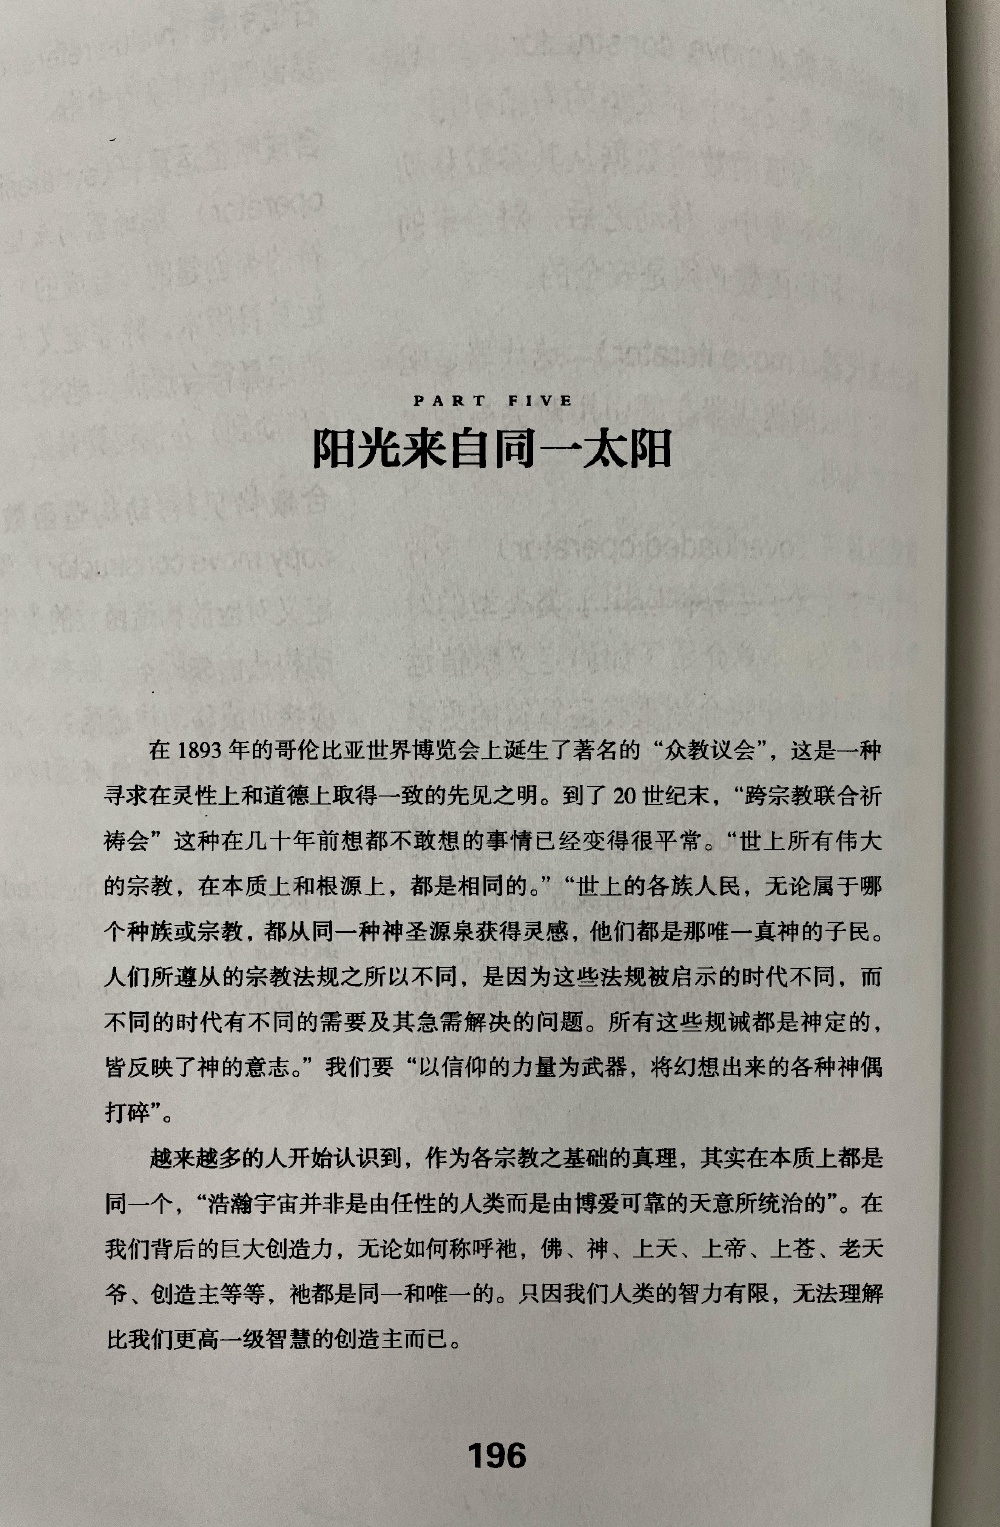 PART FIVE
阳光来自同一太阳
在 1893 年的哥伦比亚世界博览会上诞生了著名的“众教议会”，这是一种
寻求在灵性上和道德上取得一致的先见之明。到了 20 世纪末，“跨宗教联合祈
祷会”这种在几十年前想都不敢想的事情已经变得很平常。“世上所有伟大
的宗教，在本质上和根源上，都是相同的。”“世上的各族人民，无论属于哪
个种族或宗教，都从同一种神圣源泉获得灵感，他们都是那唯一真神的子民。
人们所遵从的宗教法规之所以不同，是因为这些法规被启示的时代不同，而
不同的时代有不同的需要及其急需解决的问题。所有这些规诫都是神定的，
皆反映了神的意志。”我们要“以信仰的力量为武器，将幻想出来的各种神偶
打碎”。
越来越多的人开始认识到，作为各宗教之基础的真理，其实在本质上都是
同一个，“浩瀚宇宙并非是由任性的人类而是由博爱可靠的天意所统治的”。在
我们背后的巨大创造力，无论如何称呼祂，佛、神、上天、上帝、上苍、老天
爷、创造主等等，祂都是同一和唯一的。只因我们人类的智力有限，无法理解
比我们更高一级智慧的创造主而已。
196